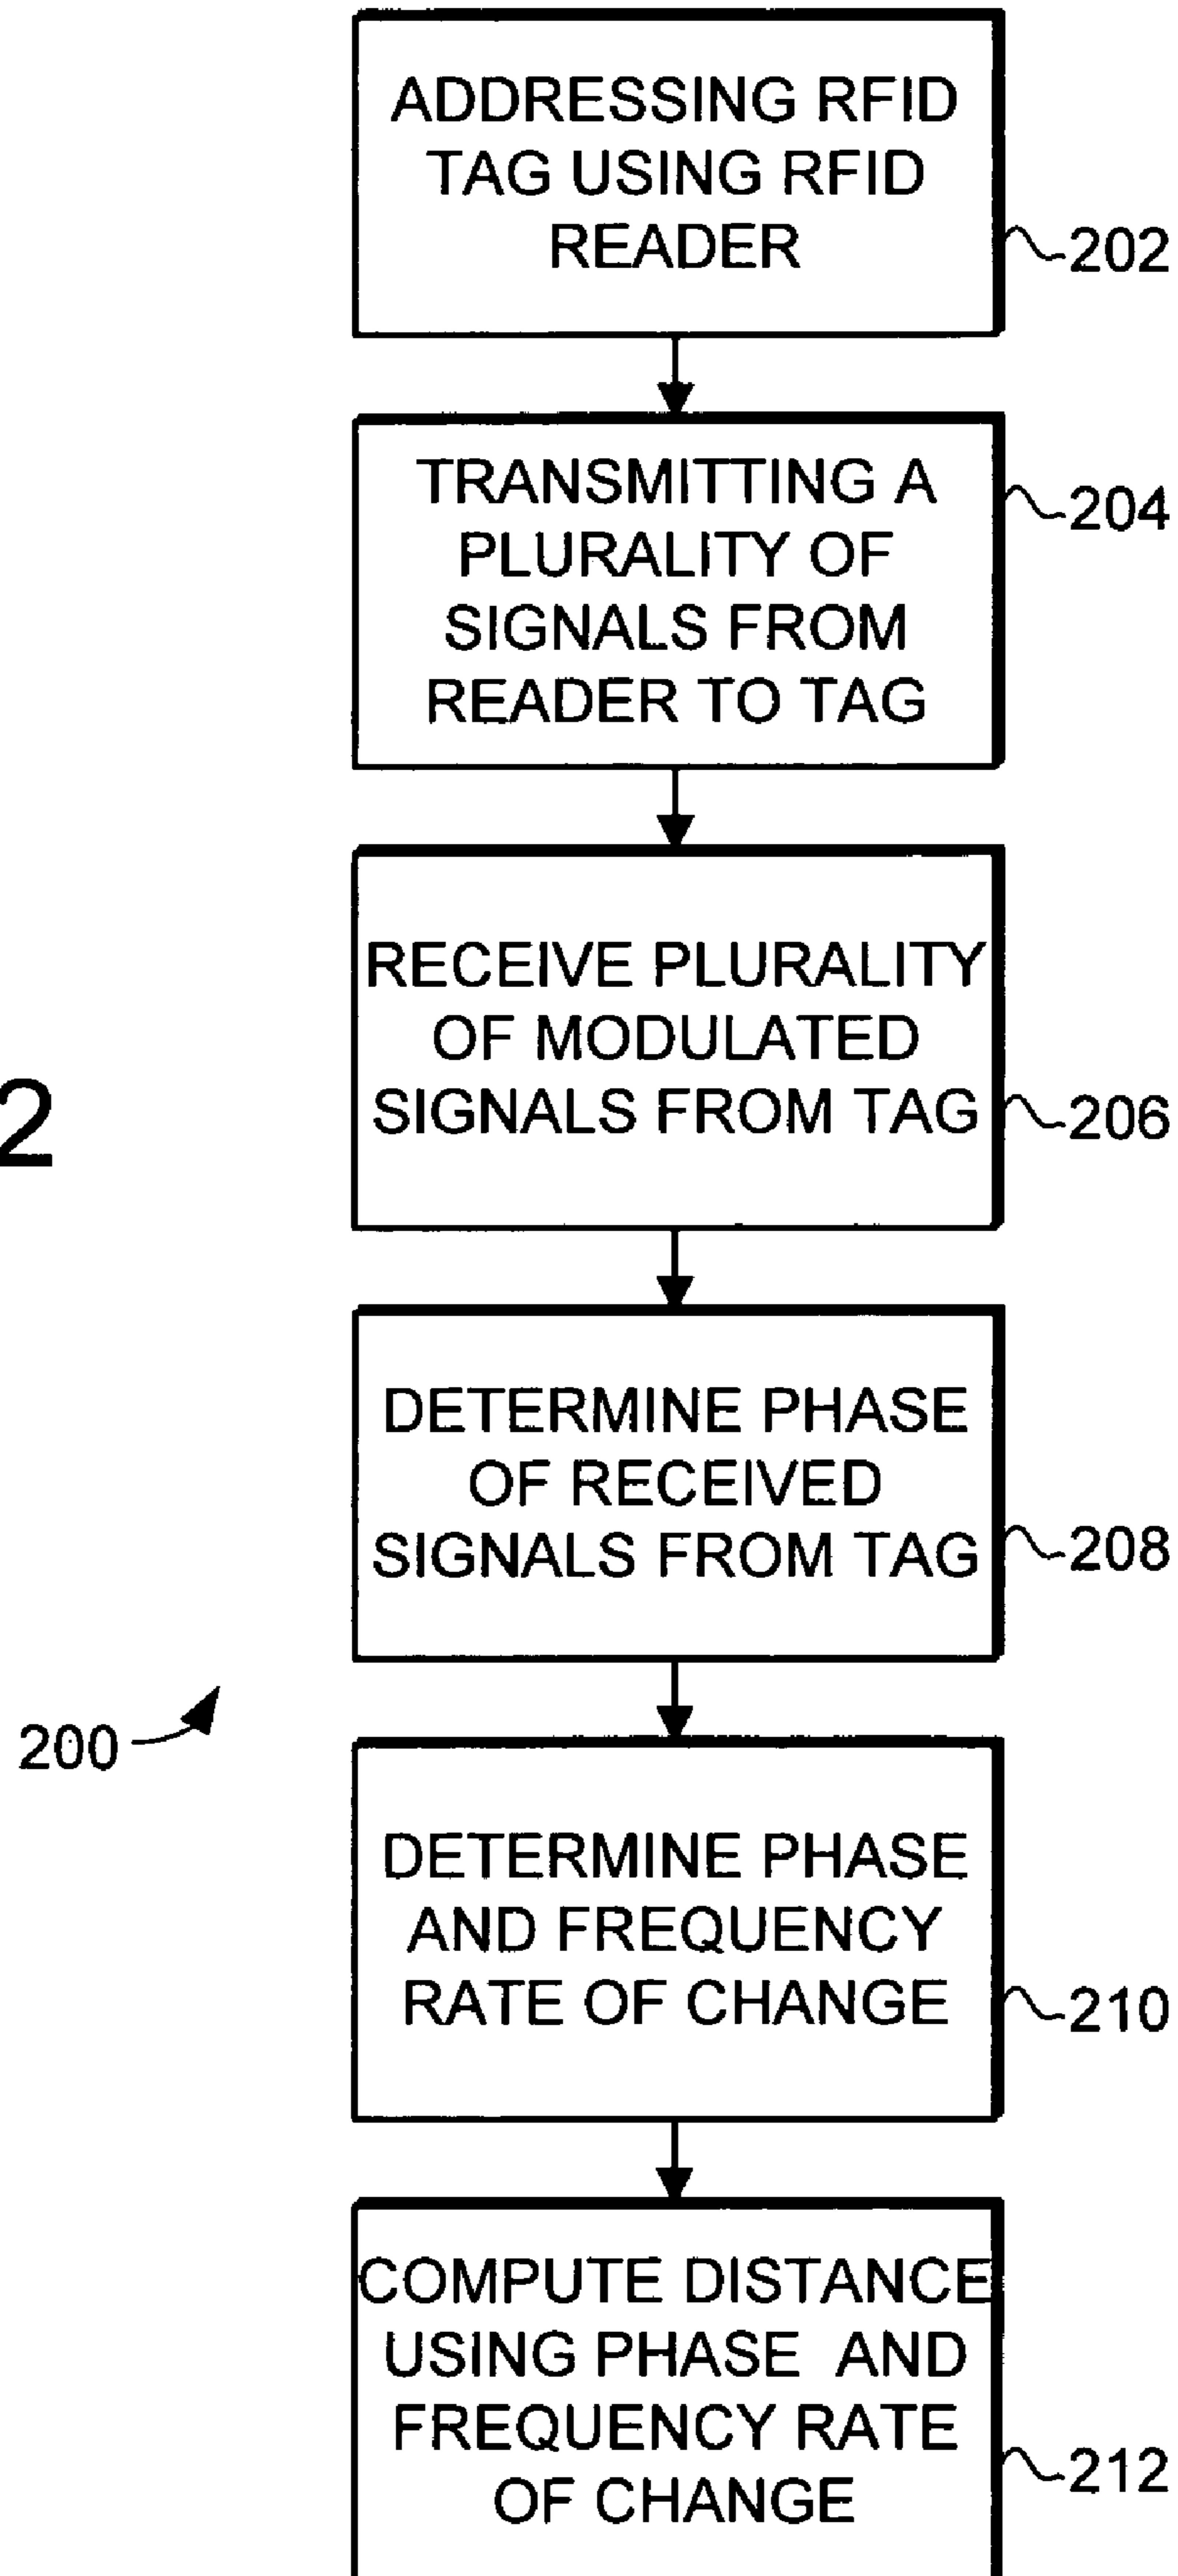 ADDRESSING RFID
TAG USING RFID
READER
202
TRANSMITTING A
PLURALITY OF
SIGNALS FROM
READER TO TAG
204
RECEIVE PLURALITY
OF MODULATED
SIGNALS FROM TAG
206
2
DETERMINE PHASE
OF RECEIVED
SIGNALS FROM TAG
208
200
DETERMINE PHASE
AND FREQUENCY
RATE OF CHANGE
210
COMPUTE DISTANCE
USING PHASE AND
FREQUENCY RATE
OF CHANGE
212